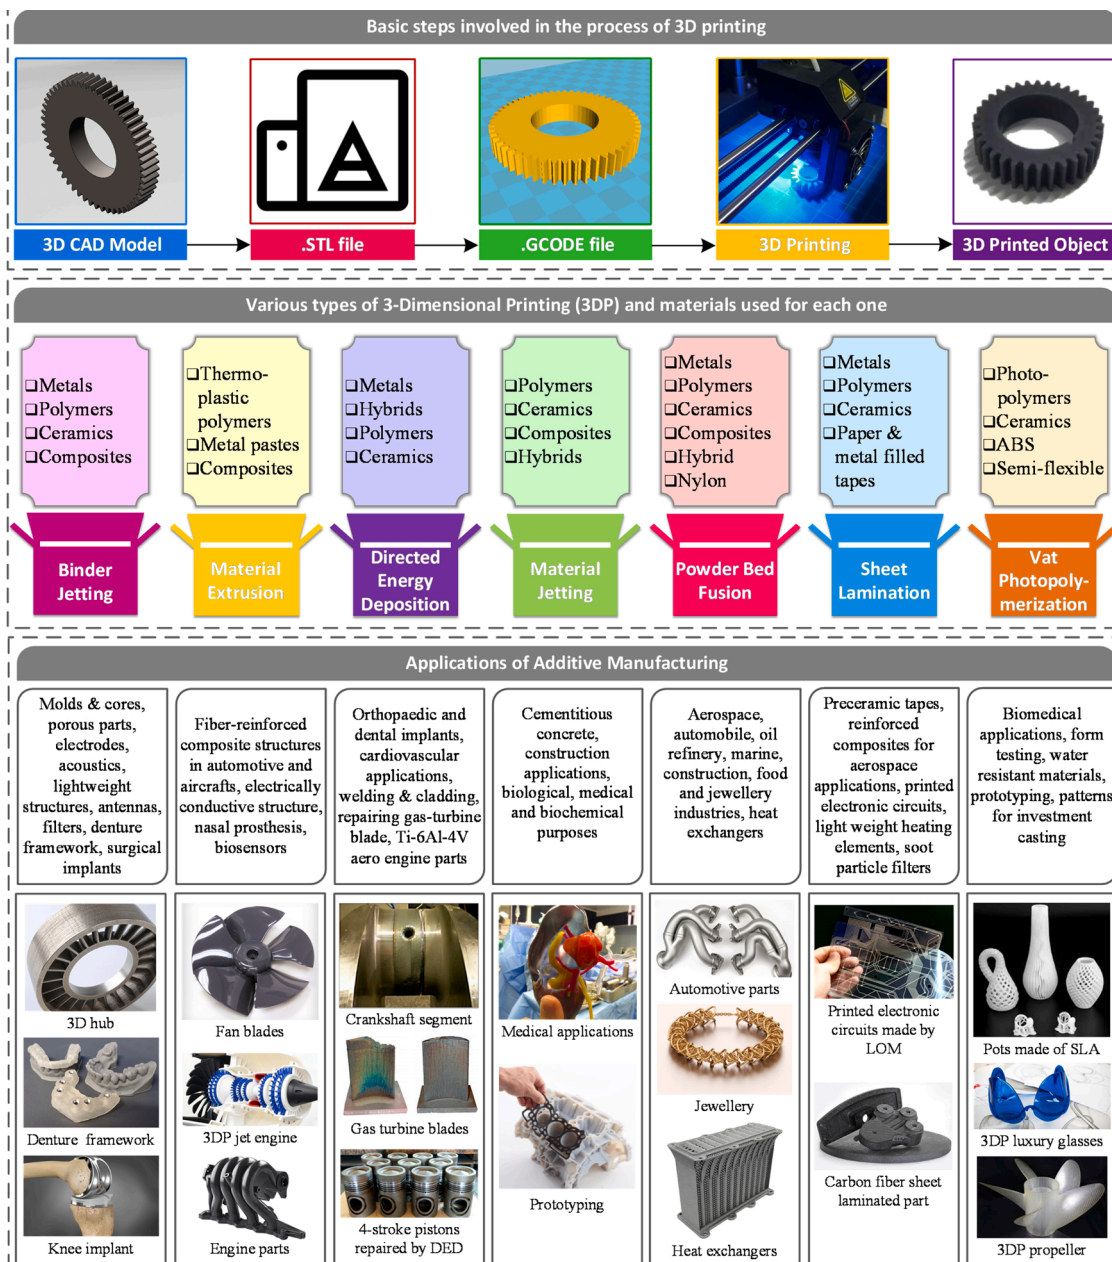 Basic steps involved in the process of 3D printing
3D CAD Model
.STL file
.GCODE file
3D Printing
3D Printed Object
Various types of 3-Dimensional Printing (3DP) and materials used for each one
❑Metals
❑Polymers
❑Ceramics
❑Composites
Binder
Jetting
❑Thermo-
plastic
polymers
❑Metal pastes
❑Composites
Material
Extrusion
❑Metals
❑Hybrids
❑Polymers
❑Ceramics
Directed
Energy
Deposition
❑Polymers
❑Ceramics
❑Composites
❑Hybrids
Material
Jetting
❑Metals
❑Polymers
❑Ceramics
❑Composites
❑Hybrid
❑Nylon
Powder Bed
Fusion
❑Metals
❑Polymers
❑Ceramics
❑Paper &
metal filled
tapes
Sheet
Lamination
❑Photo-
polymers
❑Ceramics
❑ABS
❑Semi-flexible
Vat
Photopoly-
merization
Applications of Additive Manufacturing
Molds & cores,
porous parts,
electrodes,
acoustics,
lightweight
structures, antennas,
filters, denture
framework, surgical
implants
3D hub
Denture framework
Knee implant
Fiber-reinforced
composite structures
in automotive and
aircrafts, electrically
conductive structure,
nasal prosthesis,
biosensors
Fan blades
3DP jet engine
Engine parts
Orthopaedic and
dental implants,
cardiovascular
applications,
welding & cladding,
repairing gas-turbine
blade, Ti-6Al-4V
aero engine parts
Crankshaft segment
Gas turbine blades
4-stroke pistons
repaired by DED
Cementitious
concrete,
construction
applications,
biological, medical
and biochemical
purposes
Medical applications
Prototyping
Aerospace,
automobile, oil
refinery, marine,
construction, food
and jewellery
industries, heat
exchangers
Automotive parts
Jewellery
Heat exchangers
Preceramic tapes,
reinforced
composites for
aerospace
applications, printed
electronic circuits,
light weight heating
elements, soot
particle filters
Printed electronic
circuits made by
LOM
Carbon fiber sheet
laminated part
Biomedical
applications, form
testing, water
resistant materials,
prototyping, patterns
for investment
casting
Pots made of SLA
3DP luxury glasses
3DP propeller